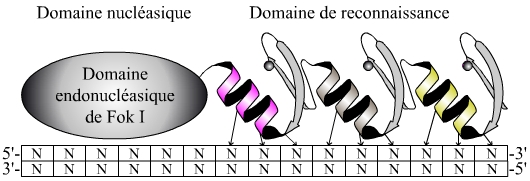 Domaine nucléasique Domaine de reconnaissance
Domaine
endonucléasique
de Fok I
5'- N N N N N N N N N N N N N N N -3'
3'- N N N N N N N N N N N N N N N -5'